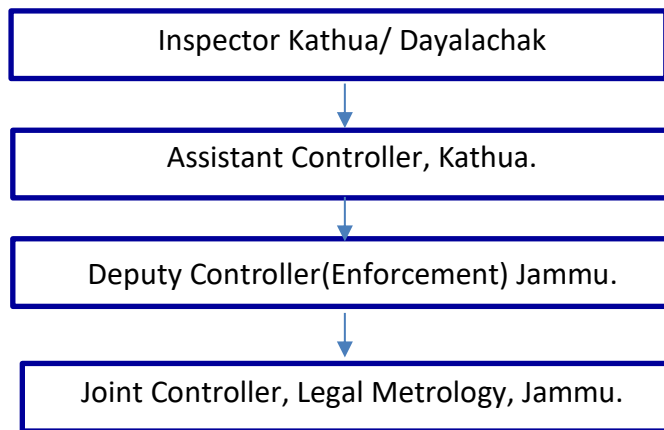 Inspector Kathua/ Dayalachak
Assistant Controller, Kathua.
Deputy Controller(Enforcement) Jammu.
Joint Controller, Legal Metrology, Jammu.